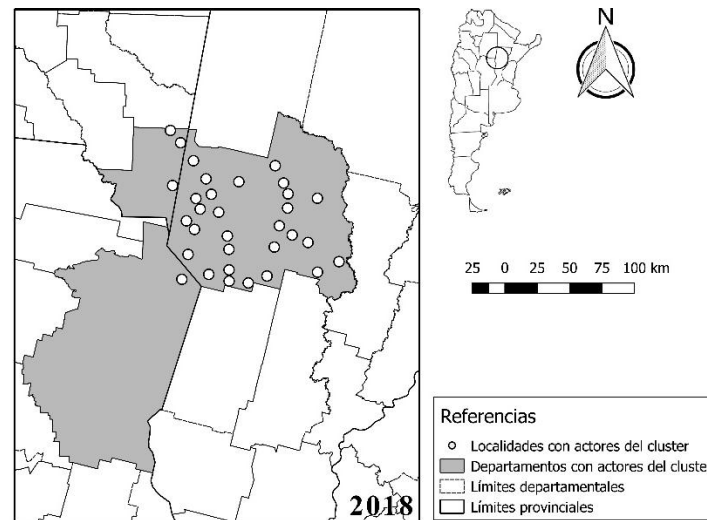 N
25 0 25 50 75 100 km
Referencias
Localidades con actores del cluster
Departamentos con actores del cluste
Límites departamentales
Límites provinciales
2018